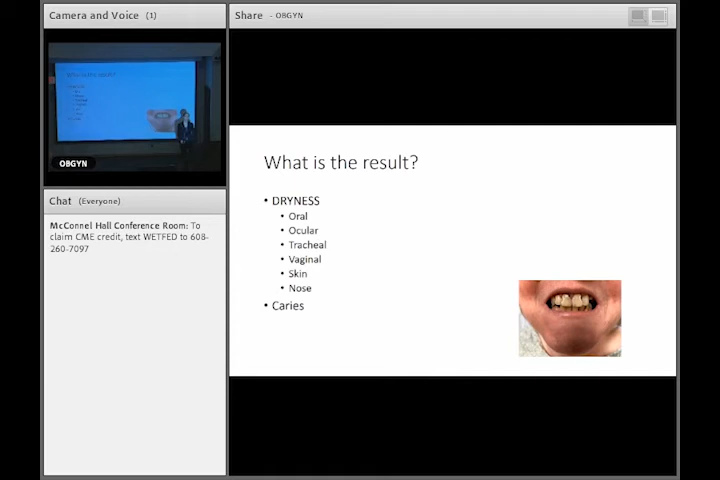 Camera and Voice (1)
OBGYN
Chat (Everyone)
McConnel Hall Conference Room: To
claim CME credit, text WETFED to 608-
260-7097
Share - OBGYN
What is the result?
• DRYNESS
• Oral
• Ocular
• Tracheal
• Vaginal
• Skin
• Nose
• Caries